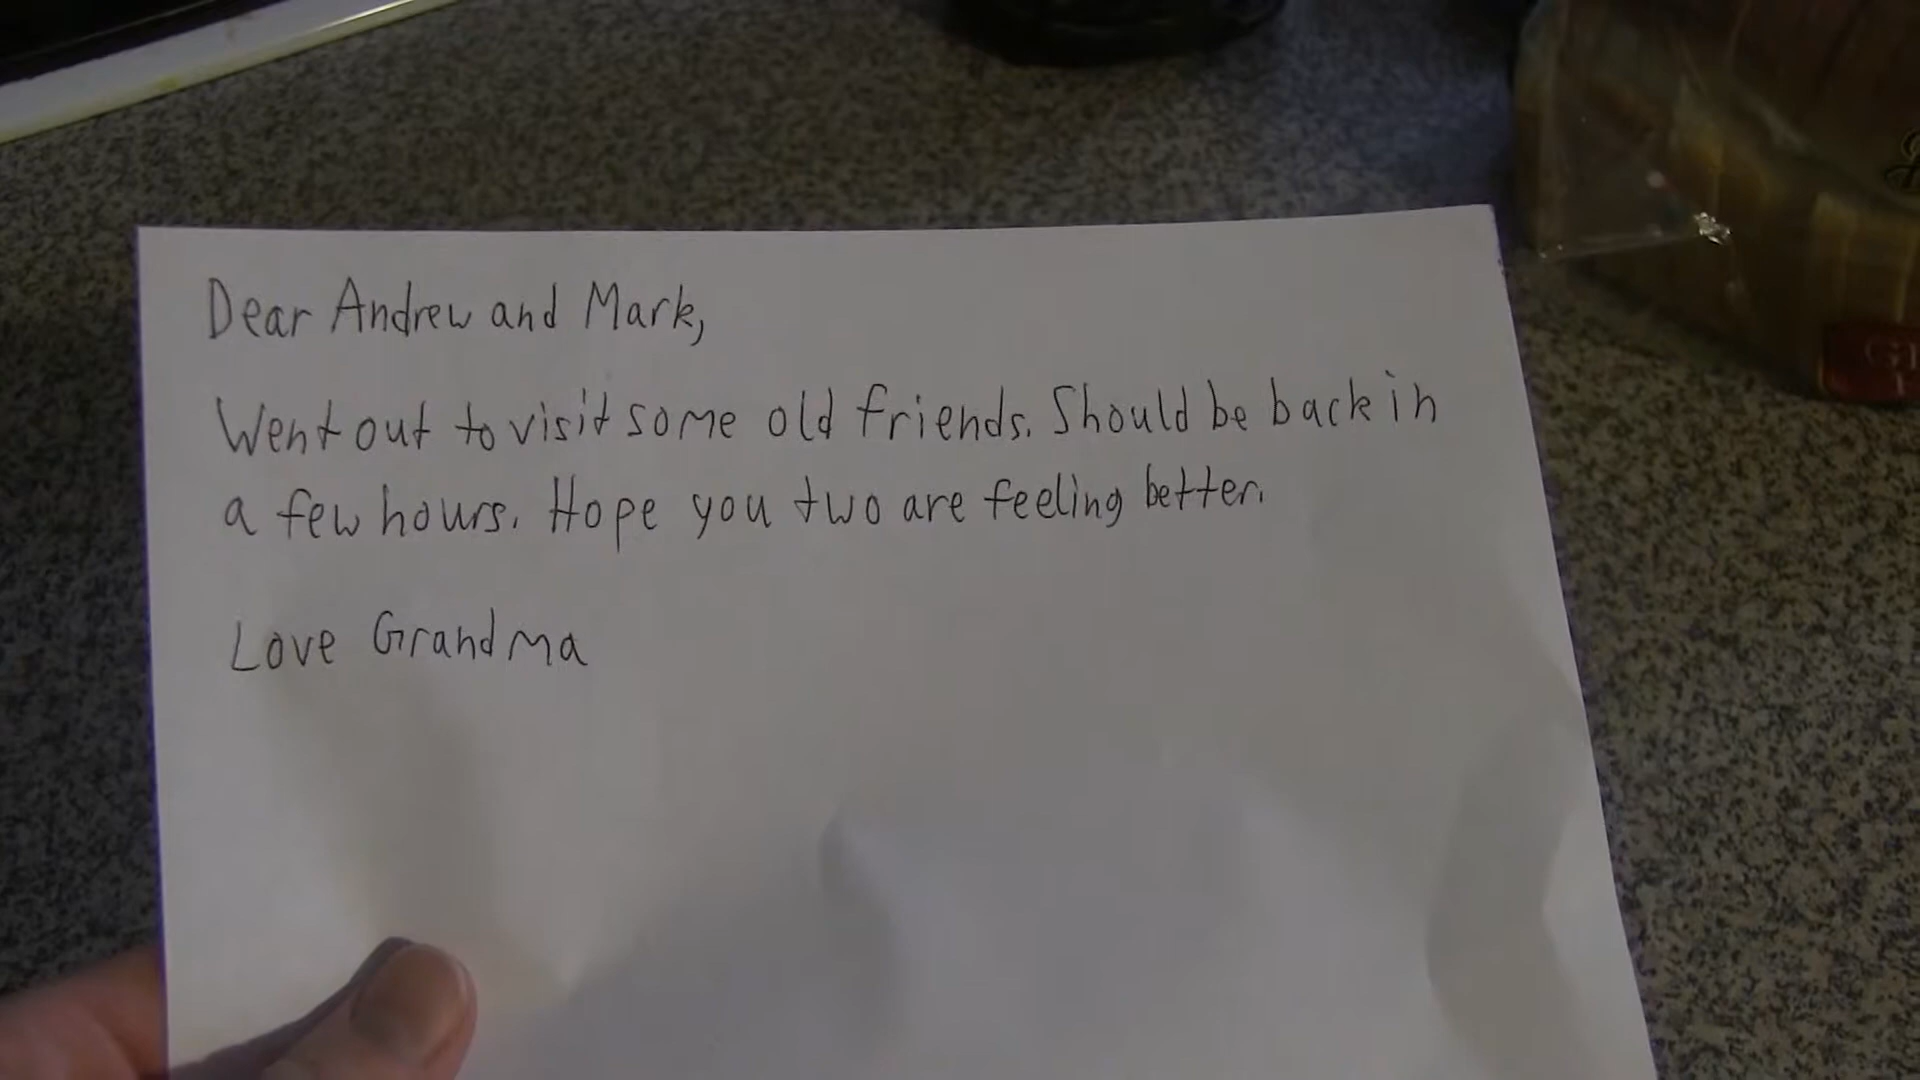 Dear Andrew and Mark,
Went out to visit some old friends. Should be back in
a few hours. Hope you two are feeling better.
Love Grandma